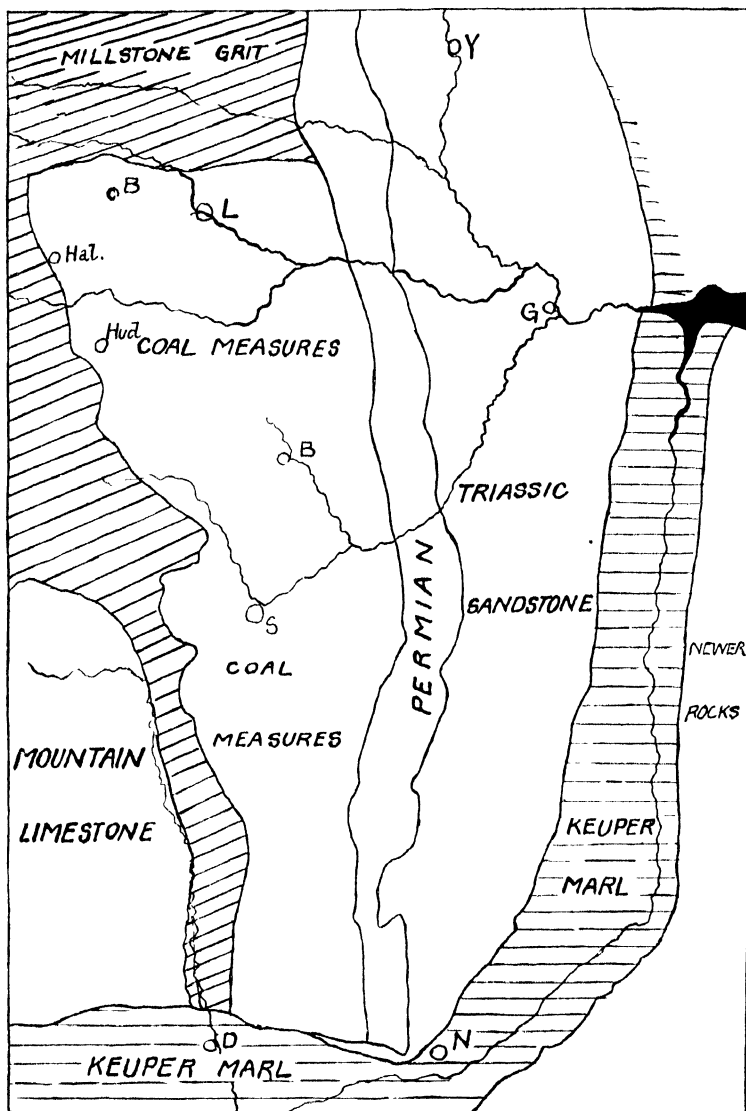 MILLSTONE GRIT
Y
B
L
Hal.
G
Hud
COAL MEASURES
B
TRIASSIC
PERMIAN
SANDSTONE
S
NEWER
COAL
ROCKS
MEASURES
MOUNTAIN
LIMESTONE
KEUPER
MARL
D
N
KEUPER MARL